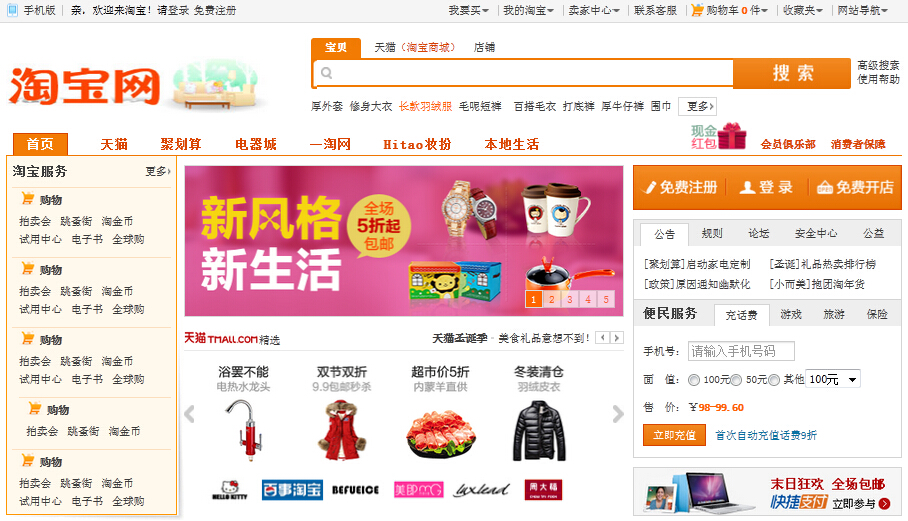 手机版 亲，欢迎来淘宝！请登录 免费注册 我要买 我的淘宝 卖家中心 联系客服 购物车 0 件 收藏夹 网站导航
宝贝 天猫（淘宝商城） 店铺
淘宝网
搜 索
高级搜索
使用帮助
厚外套 修身大衣 长款羽绒服 毛呢短裤 百搭毛衣 打底裤 厚牛仔裤 围巾 更多
首页 天猫 聚划算 电器城 一淘网 Hitao妆扮 本地生活
现金
红包
会员俱乐部 消费者保障
淘宝服务 更多
购物
拍卖会 跳蚤街 淘金币
试用中心 电子书 全球购
购物
拍卖会 跳蚤街 淘金币
试用中心 电子书 全球购
购物
拍卖会 跳蚤街 淘金币
试用中心 电子书 全球购
购物
拍卖会 跳蚤街 淘金币
购物
拍卖会 跳蚤街 淘金币
试用中心 电子书 全球购
新风格
新生活
全场
5折起
包邮
1 2 3 4 5
天猫 TMALL.COM 精选 天猫圣诞季 - 美食礼品意想不到！
浴罢不能 双节双折 超市价5折 冬装清仓
电热水龙头 9.9包邮秒杀 内蒙羊直供 羽绒皮衣
HELLO KITTY 百事淘宝 BEFUEICE 美即MG luxlead 周大福
免费注册 登 录 免费开店
公告 规则 论坛 安全中心 公益
[聚划算]启动家电定制 [圣诞]礼品热卖排行榜
[政策]原因通知幽默化 [小而美]抱团淘年货
便民服务 充话费 游戏 旅游 保险
手机号： 请输入手机号码
面 值： 100元 50元 其他 100元
售 价： ￥98-99.60
立即充值 首次自动充值话费9折
末日狂欢 全场包邮
快捷支付 立即参与